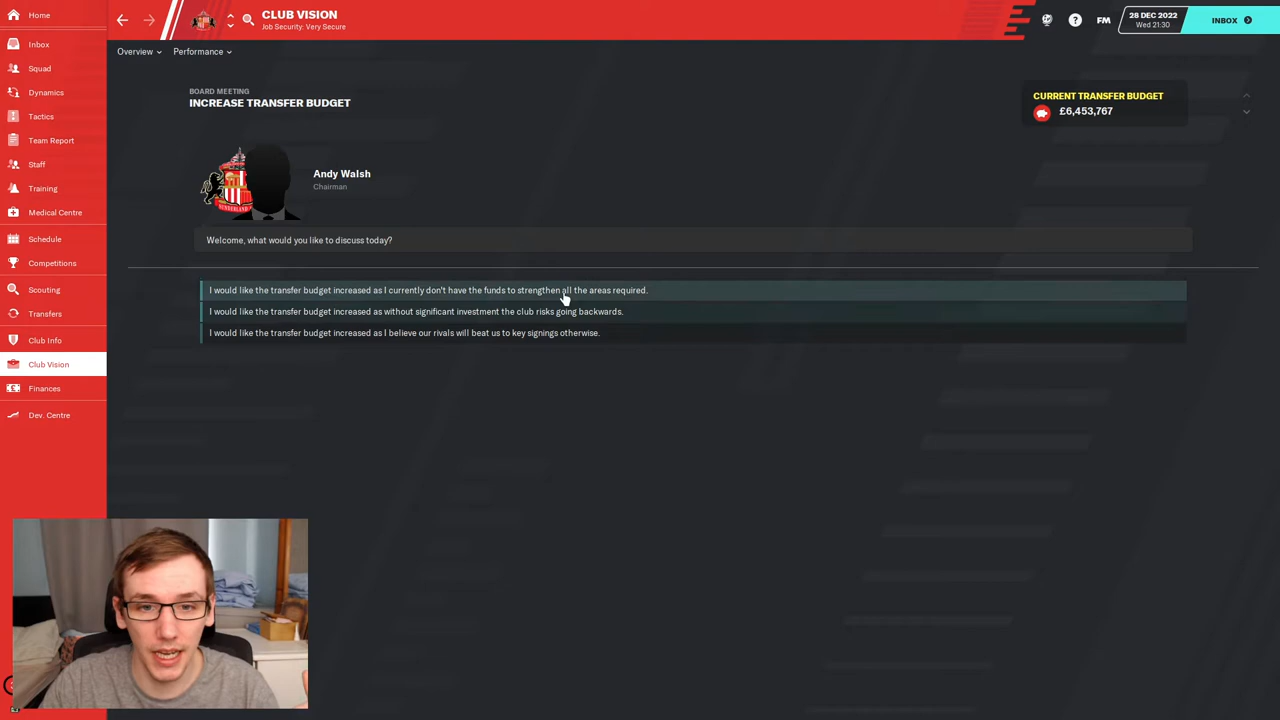 Home
Inbox
Squad
Dynamics
Tactics
Team Report
Staff
Training
Medical Centre
Schedule
Competitions
Scouting
Transfers
Club Info
Club Vision
Finances
Dev. Centre
CLUB VISION
Job Security: Very Secure
FM
28 DEC 2022
Wed 21:30
INBOX
Overview
Performance
BOARD MEETING
INCREASE TRANSFER BUDGET
CURRENT TRANSFER BUDGET
£6,453,767
Andy Walsh
Chairman
SUNDERLAND
Welcome, what would you like to discuss today?
I would like the transfer budget increased as I currently don't have the funds to strengthen all the areas required.
I would like the transfer budget increased as without significant investment the club risks going backwards.
I would like the transfer budget increased as I believe our rivals will beat us to key signings otherwise.